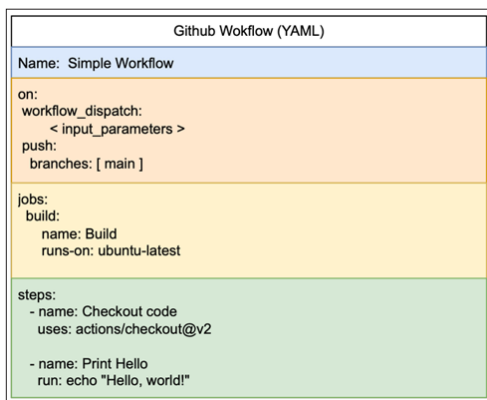 Github Wokflow (YAML)
Name: Simple Workflow
on:
workflow_dispatch:
< input_parameters >
push:
branches: [ main ]
jobs:
build:
name: Build
runs-on: ubuntu-latest
steps:
- name: Checkout code
uses: actions/checkout@v2
- name: Print Hello
run: echo "Hello, world!"